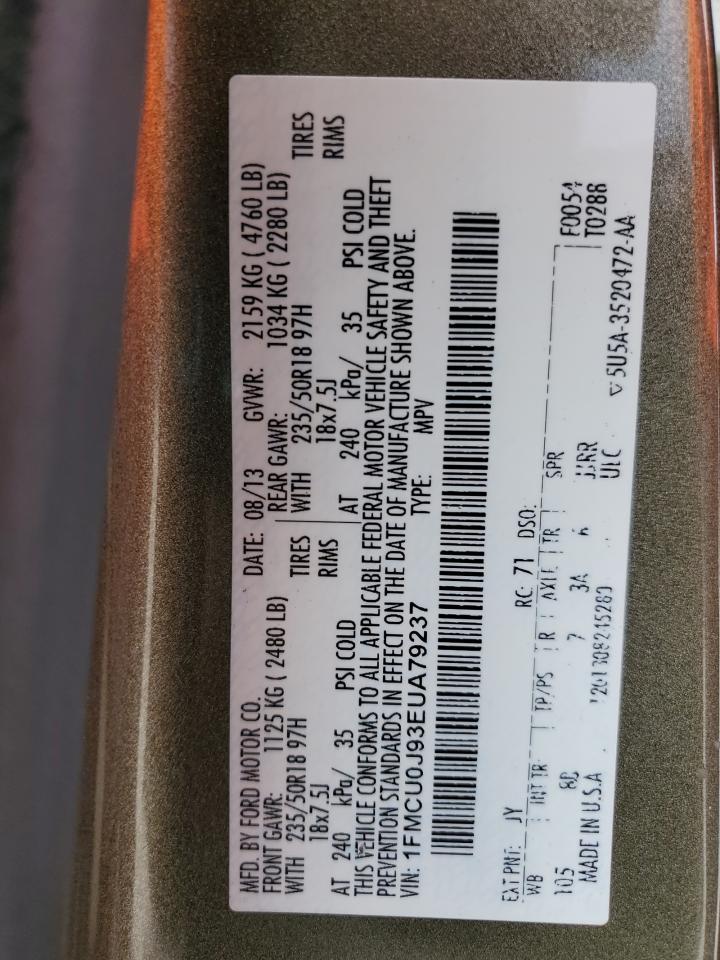 MFD. BY FORD MOTOR CO.
DATE: 08/13 GVWR: 2159 KG ( 4760 LB)
FRONT GAWR: 1125 KG ( 2480 LB)
REAR GAWR: 1034 KG ( 2280 LB)
WITH 235/50R18 97H TIRES
WITH 235/50R18 97H TIRES
18x7.5J RIMS
18x7.5J RIMS
AT 240 kPa/ 35 PSI COLD
AT 240 kPa/ 35 PSI COLD
THIS VEHICLE CONFORMS TO ALL APPLICABLE FEDERAL MOTOR VEHICLE SAFETY AND THEFT
PREVENTION STANDARDS IN EFFECT ON THE DATE OF MANUFACTURE SHOWN ABOVE.
VIN: 1FMCU0J93EUA79237 TYPE: MPV
EXT PNT: JY RC: 71 DSO:
WB INT TR TP/PS R AXLE TR SPR
105 7 3A 6
F0054
T0286
MADE IN U.S.A
UIC
5U5A-3520472-AA